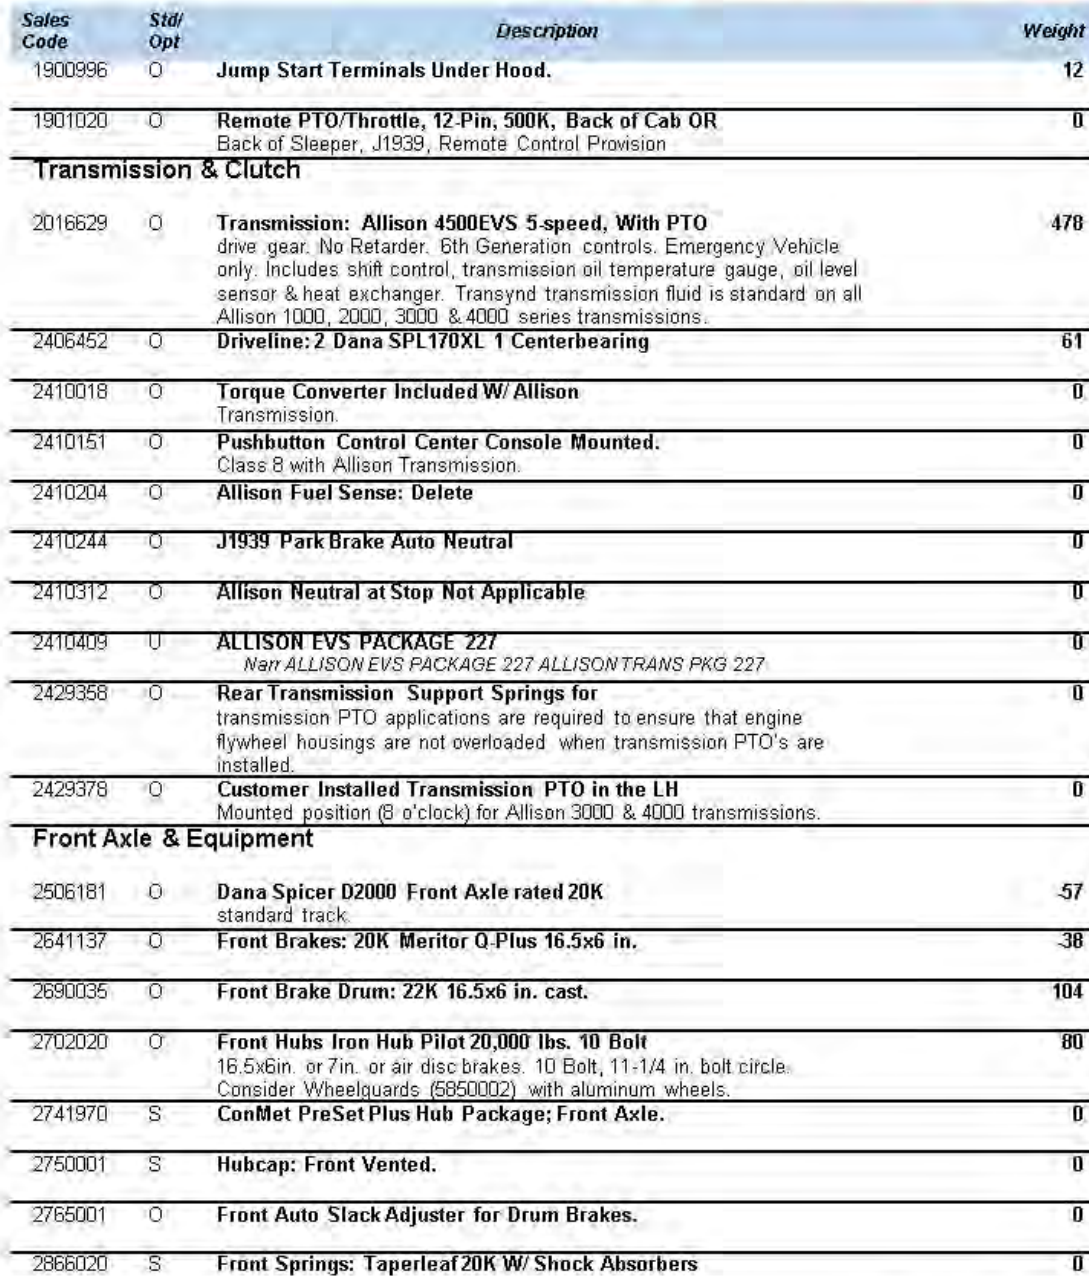 Sales Code Std/ Opt Description Weight
1900996 O Jump Start Terminals Under Hood. 12
1901020 O Remote PTO/Throttle, 12-Pin, 500K, Back of Cab OR 0
Back of Sleeper, J1939, Remote Control Provision
Transmission & Clutch
2016629 O Transmission: Allison 4500EVS 5-speed, With PTO 478
drive gear. No Retarder. 6th Generation controls. Emergency Vehicle
only. Includes shift control, transmission oil temperature gauge, oil level
sensor & heat exchanger. Transynd transmission fluid is standard on all
Allison 1000, 2000, 3000 & 4000 series transmissions.
2406452 O Driveline: 2 Dana SPL170XL 1 Centerbearing 61
2410018 O Torque Converter Included W/ Allison 0
Transmission.
2410151 O Pushbutton Control Center Console Mounted. 0
Class 8 with Allison Transmission.
2410204 O Allison Fuel Sense: Delete 0
2410244 O J1939 Park Brake Auto Neutral 0
2410312 O Allison Neutral at Stop Not Applicable 0
2410409 U ALLISON EVS PACKAGE 227 0
Narr ALLISON EVS PACKAGE 227 ALLISON TRANS PKG 227
2429358 O Rear Transmission Support Springs for 0
transmission PTO applications are required to ensure that engine
flywheel housings are not overloaded when transmission PTO's are
installed.
2429378 O Customer Installed Transmission PTO in the LH 0
Mounted position (8 o'clock) for Allison 3000 & 4000 transmissions.
Front Axle & Equipment
2506181 O Dana Spicer D2000 Front Axle rated 20K -57
standard track.
2641137 O Front Brakes: 20K Meritor Q-Plus 16.5x6 in. -38
2690035 O Front Brake Drum: 22K 16.5x6 in. cast. 104
2702020 O Front Hubs Iron Hub Pilot 20,000 lbs. 10 Bolt 80
16.5x6in. or 7in. or air disc brakes. 10 Bolt, 11-1/4 in. bolt circle.
Consider Wheelguards (5850002) with aluminum wheels.
2741970 S ConMet PreSet Plus Hub Package; Front Axle. 0
2750001 S Hubcap: Front Vented. 0
2765001 O Front Auto Slack Adjuster for Drum Brakes. 0
2866020 S Front Springs: Taperleaf 20K W/ Shock Absorbers 0